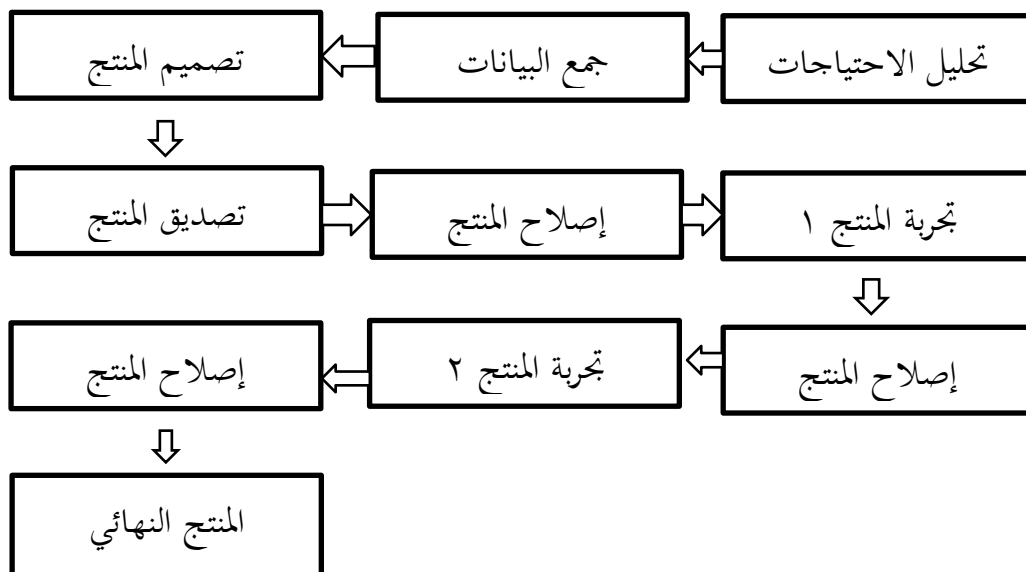 تحليل الاحتياجات
جمع البيانات
تصميم المنتج
تصديق المنتج
إصلاح المنتج
تجربة المنتج ١
إصلاح المنتج
تجربة المنتج ٢
إصلاح المنتج
المنتج النهائي